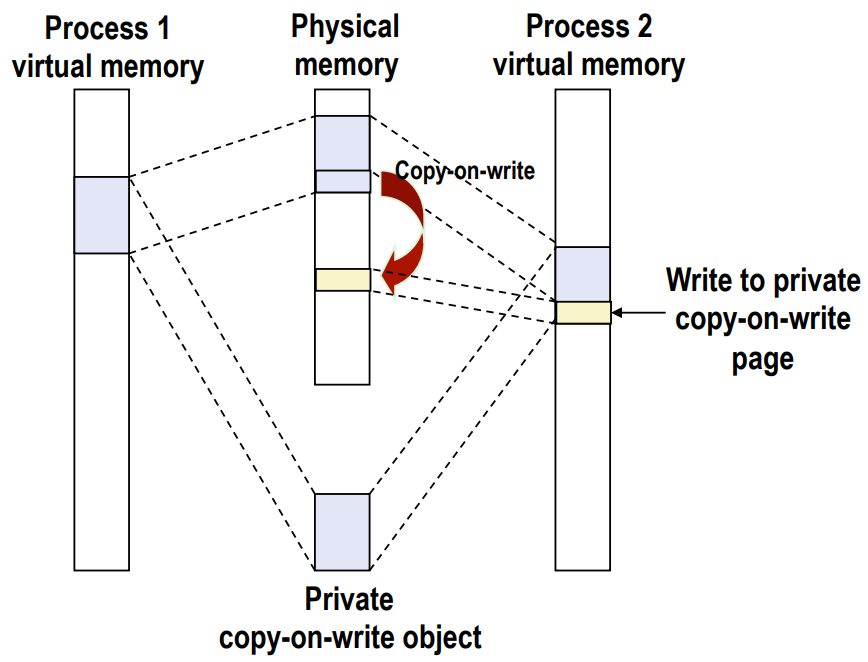 Process 1
virtual memory
Physical
memory
Process 2
virtual memory
Copy-on-write
Write to private
copy-on-write
page
Private
copy-on-write object